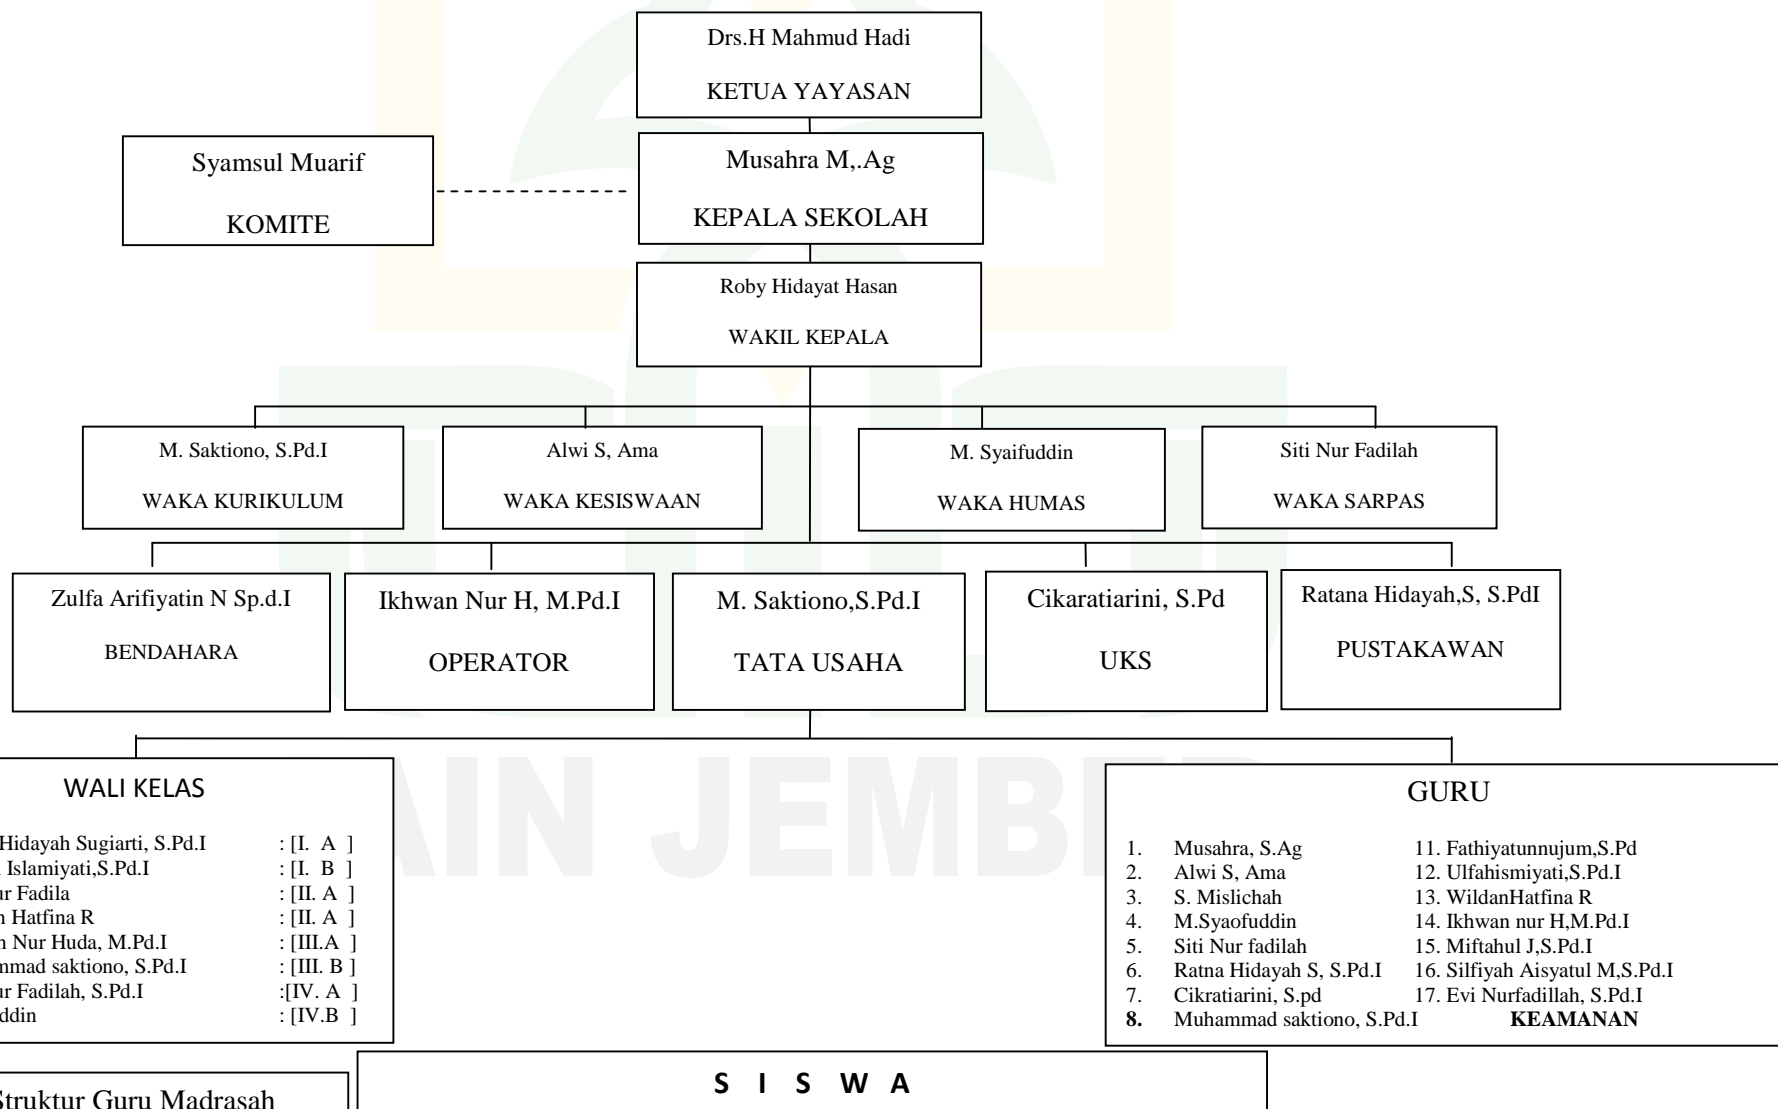 Drs.H Mahmud Hadi
KETUA YAYASAN
Syamsul Muarif
KOMITE
Musahra M,.Ag
KEPALA SEKOLAH
Roby Hidayat Hasan
WAKIL KEPALA
M. Saktiono, S.Pd.I
WAKA KURIKULUM
Alwi S, Ama
WAKA KESISWAAN
M. Syaifuddin
WAKA HUMAS
Siti Nur Fadilah
WAKA SARPAS
Zulfa Arifiyatin N Sp.d.I
BENDAHARA
Ikhwan Nur H, M.Pd.I
OPERATOR
M. Saktiono,S.Pd.I
TATA USAHA
Cikaratiarini, S.Pd
UKS
Ratana Hidayah,S, S.PdI
PUSTAKAWAN
WALI KELAS
Hidayah Sugiarti, S.Pd.I : [I. A ]
Islamiyati,S.Pd.I : [I. B ]
Fadila : [II. A ]
Hatfina R : [II. A ]
Nur Huda, M.Pd.I : [III.A ]
saktiono, S.Pd.I : [III. B ]
Fadilah, S.Pd.I :[IV. A ]
: [IV.B ]
GURU
1. Musahra, S.Ag
2. Alwi S, Ama
3. S. Mislichah
4. M.Syaofuddin
5. Siti Nur fadilah
6. Ratna Hidayah S, S.Pd.I
7. Cikratiarini, S.pd
8. Muhammad saktiono, S.Pd.I
11. Fathiyatunnujum,S.Pd
12. Ulfahismiyati,S.Pd.I
13. WildanHatfina R
14. Ikhwan nur H,M.Pd.I
15. Miftahul J,S.Pd.I
16. Silfiyah Aisyatul M,S.Pd.I
17. Evi Nurfadillah, S.Pd.I
KEAMANAN
S I S W A
Struktur Guru Madrasah
JEMBER